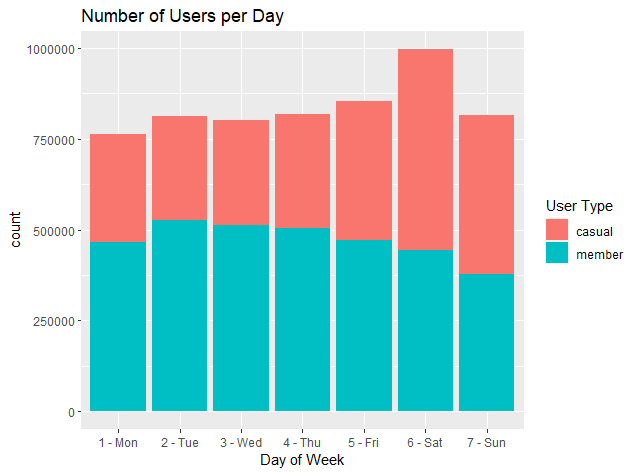 Number of Users per Day
1000000
750000
500000
250000
0
count
1 - Mon 2 - Tue 3 - Wed 4 - Thu 5 - Fri 6 - Sat 7 - Sun
Day of Week
User Type
casual
member